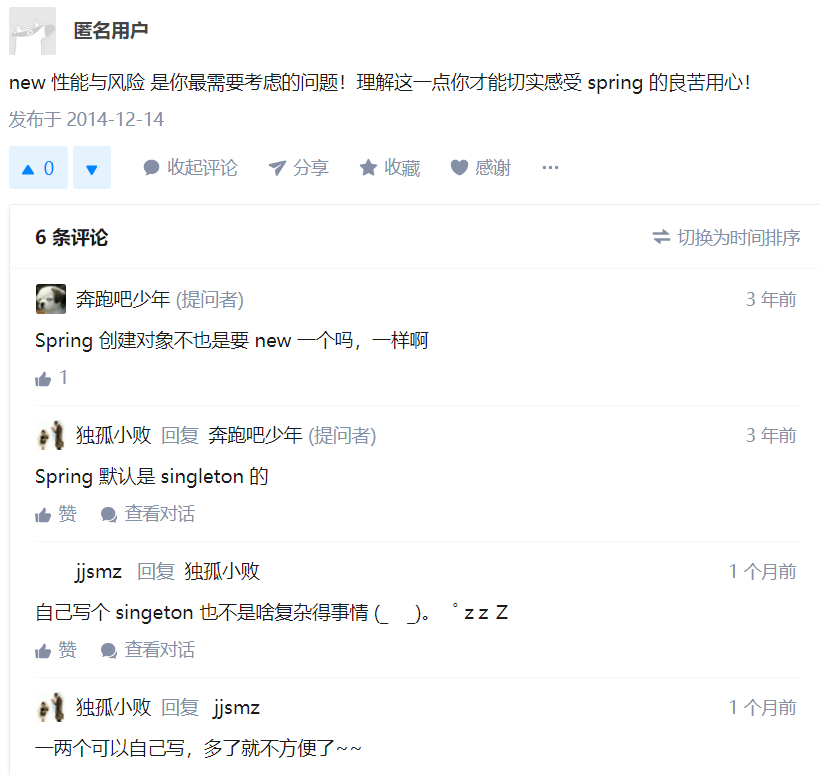 匿名用户
new 性能与风险 是你最需要考虑的问题！理解这一点你才能切实感受 spring 的良苦用心！
发布于 2014-12-14
0 收起评论 分享 收藏 感谢 ···
6 条评论 切换为时间排序
奔跑吧少年 (提问者) 3 年前
Spring 创建对象不也是要 new 一个吗，一样啊
1
独孤小败 回复 奔跑吧少年 (提问者) 3 年前
Spring 默认是 singleton 的
赞 查看对话
jjsmz 回复 独孤小败 1 个月前
自己写个 singeton 也不是啥复杂得事情 (_ _)。゜zｚＺ
赞 查看对话
独孤小败 回复 jjsmz 1 个月前
一两个可以自己写，多了就不方便了~~